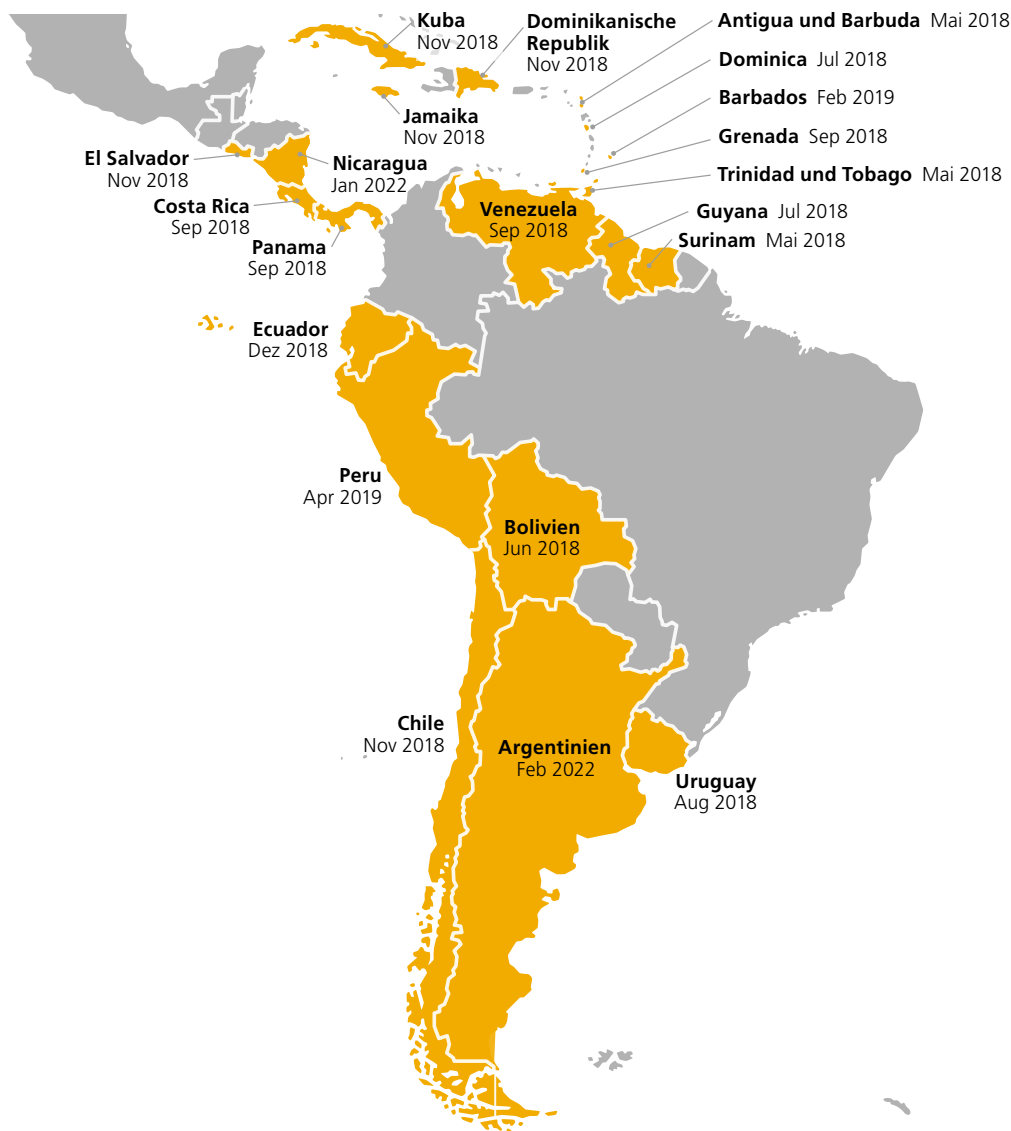 Kuba
Nov 2018
Dominikanische
Republik
Nov 2018
Antigua und Barbuda Mai 2018
Dominica Jul 2018
Barbados Feb 2019
Grenada Sep 2018
Trinidad und Tobago Mai 2018
Guyana Jul 2018
Surinam Mai 2018
Jamaika
Nov 2018
El Salvador
Nov 2018
Nicaragua
Jan 2022
Costa Rica
Sep 2018
Panama
Sep 2018
Venezuela
Sep 2018
Ecuador
Dez 2018
Peru
Apr 2019
Bolivien
Jun 2018
Chile
Nov 2018
Argentinien
Feb 2022
Uruguay
Aug 2018